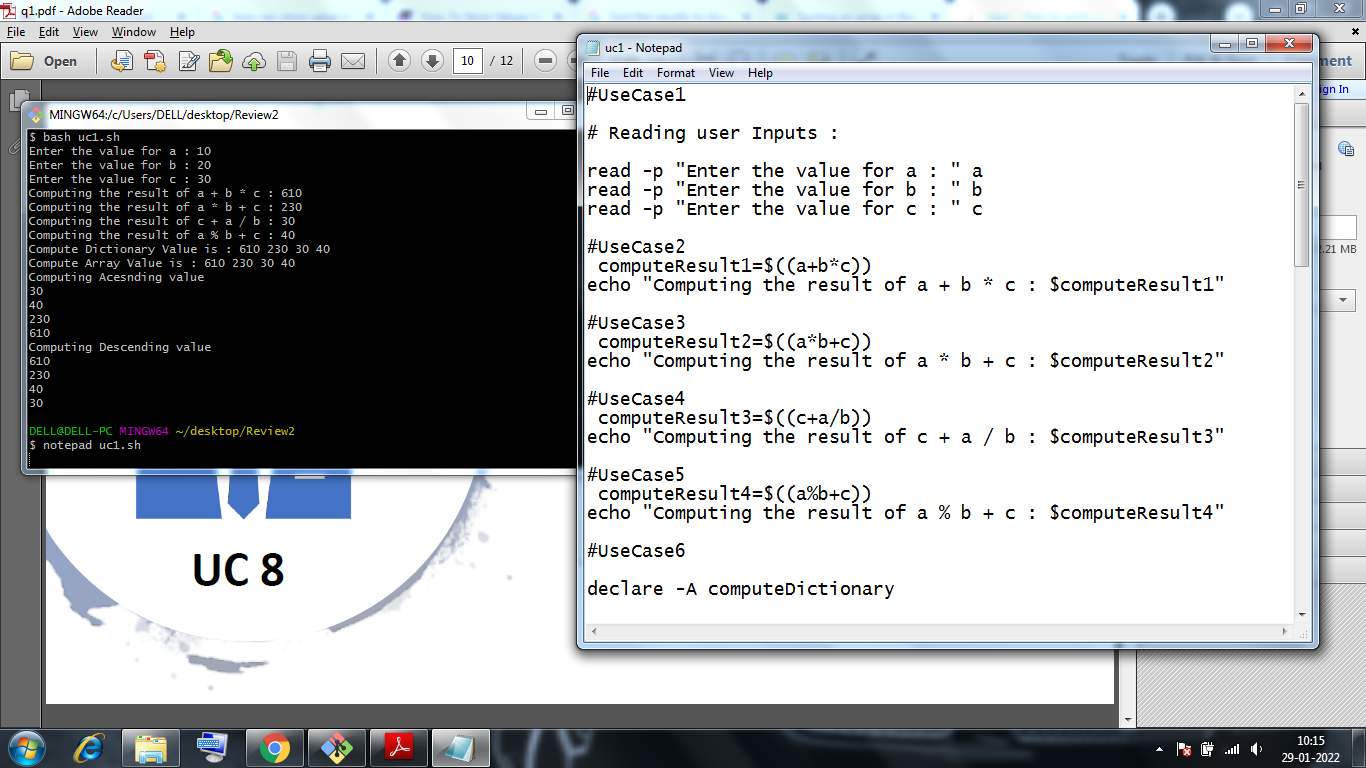 q1.pdf - Adobe Reader
File Edit View Window Help
Open
10 / 12
Sign In
2.21 MB
MINGW64:/c/Users/DELL/desktop/Review2
$ bash uc1.sh
Enter the value for a : 10
Enter the value for b : 20
Enter the value for c : 30
Computing the result of a + b * c : 610
Computing the result of a * b + c : 230
Computing the result of c + a / b : 30
Computing the result of a % b + c : 40
Compute Dictionary Value is : 610 230 30 40
Compute Array Value is : 610 230 30 40
Computing Acesnding value
30
40
230
610
Computing Descending value
610
230
40
30
DELL@DELL-PC MINGW64 ~/desktop/Review2
$ notepad uc1.sh
UC 8
uc1 - Notepad
File Edit Format View Help
#UseCase1
# Reading user Inputs :
read -p "Enter the value for a : " a
read -p "Enter the value for b : " b
read -p "Enter the value for c : " c
#UseCase2
computeResult1=$((a+b*c))
echo "Computing the result of a + b * c : $computeResult1"
#UseCase3
computeResult2=$((a*b+c))
echo "Computing the result of a * b + c : $computeResult2"
#UseCase4
computeResult3=$((c+a/b))
echo "Computing the result of c + a / b : $computeResult3"
#UseCase5
computeResult4=$((a%b+c))
echo "Computing the result of a % b + c : $computeResult4"
#UseCase6
declare -A computeDictionary
10:15
29-01-2022